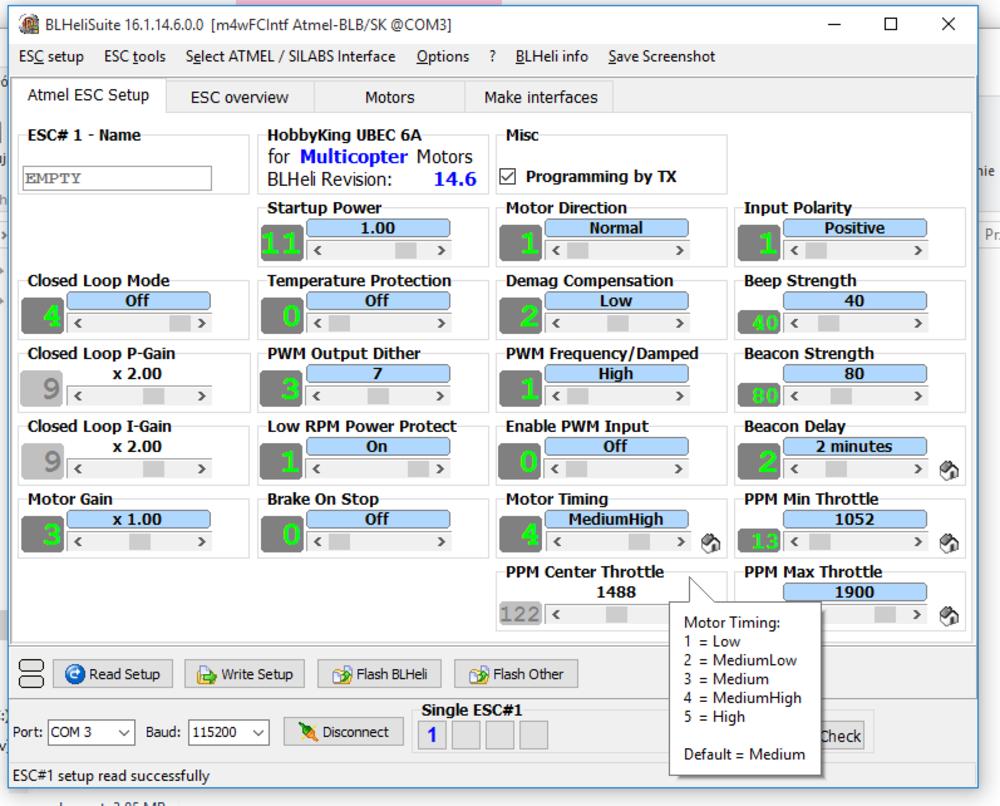 BLHeliSuite 16.1.14.6.0.0 [m4wFCIntf Atmel-BLB/SK @COM3]
ESC setup ESC tools Select ATMEL / SILABS Interface Options ? BLHeli info Save Screenshot
Atmel ESC Setup ESC overview Motors Make interfaces
ESC# 1 - Name
EMPTY
HobbyKing UBEC 6A
for Multicopter Motors
BLHeli Revision: 14.6
Misc
Programming by TX
Startup Power
11 1.00
Motor Direction
1 Normal
Input Polarity
1 Positive
Closed Loop Mode
4 Off
Temperature Protection
0 Off
Demag Compensation
2 Low
Beep Strength
40 40
Closed Loop P-Gain
9 x 2.00
PWM Output Dither
3 7
PWM Frequency/Damped
1 High
Beacon Strength
80 80
Closed Loop I-Gain
9 x 2.00
Low RPM Power Protect
1 On
Enable PWM Input
0 Off
Beacon Delay
2 2 minutes
Motor Gain
3 x 1.00
Brake On Stop
0 Off
Motor Timing
4 MediumHigh
PPM Min Throttle
13 1052
PPM Center Throttle
122 1488
PPM Max Throttle
1900
Motor Timing:
1 = Low
2 = MediumLow
3 = Medium
4 = MediumHigh
5 = High
Default = Medium
Read Setup Write Setup Flash BLHeli Flash Other
Port: COM 3 Baud: 115200 Disconnect
Single ESC#1
1
Check
ESC#1 setup read successfully